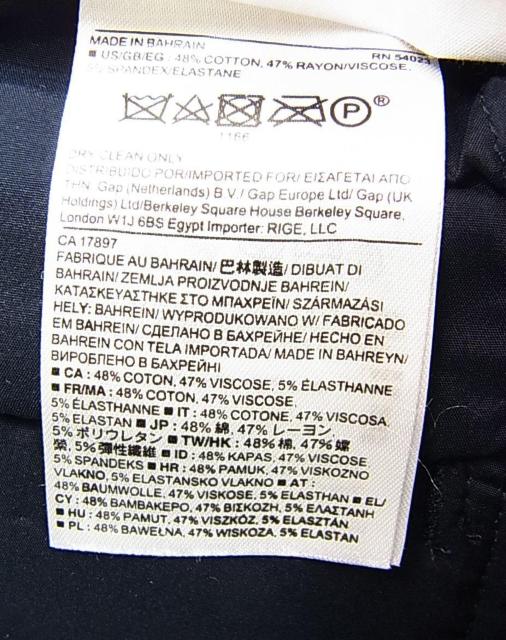 MADE IN BAHRAIN
RN 54023
■ US/GB/EG: 48% COTTON, 47% RAYON/VISCOSE,
5% SPANDEX/ELASTANE
P®
1166
DRY CLEAN ONLY
DISTRIBUIDO POR/IMPORTED FOR/ ΕΙΣΑΓΕΤΑΙ ΑΠΟ
ΤΗΝ: Gap (Netherlands) B.V./ Gap Europe Ltd/ Gap (UK
Holdings) Ltd/Berkeley Square House Berkeley Square,
London W1J 6BS Egypt Importer: RIGE, LLC
CA 17897
FABRIQUE AU BAHRAIN/ 巴林製造/ DIBUAT DI
BAHRAIN/ ZEMLJA PROIZVODNJE BAHREIN/
ΚΑΤΑΣΚΕΥΑΣΤΗΚΕ ΣΤΟ ΜΠΑΧΡΕΪΝ/ SZÁRMAZÁSI
HELY: BAHREIN/ WYPRODUKOWANO W/ FABRICADO
EM BAHREIN/ СДЕЛАНО В БАХРЕЙНЕ/ HECHO EN
BAHREIN CON TELA IMPORTADA/ MADE IN BAHREYN/
ВИРОБЛЕНО В БАХРЕЙНІ
■ CA : 48% COTON, 47% VISCOSE, 5% ÉLASTHANNE
■ FR/MA : 48% COTON, 47% VISCOSE,
5% ÉLASTHANNE ■ IT : 48% COTONE, 47% VISCOSA,
5% ELASTAN ■ JP : 48% 綿, 47% レーヨン,
5% ポリウレタン ■ TW/HK : 48% 棉, 47% 嫘
縈, 5% 彈性纖維 ■ ID : 48% KAPAS, 47% VISCOSE,
5% SPANDEKS ■ HR : 48% PAMUK, 47% VISKOZNO
VLAKNO, 5% ELASTANSKO VLAKNO ■ AT :
48% BAUMWOLLE, 47% VISKOSE, 5% ELASTHAN ■ EL/
CY : 48% ΒΑΜΒΑΚΕΡΟ, 47% ΒΙΣΚΟΖΗ, 5% ΕΛΑΣΤΑΝΗ
■ HU : 48% PAMUT, 47% VISZKÓZ, 5% ELASZTÁN
■ PL : 48% BAWEŁNA, 47% WISKOZA, 5% ELASTAN